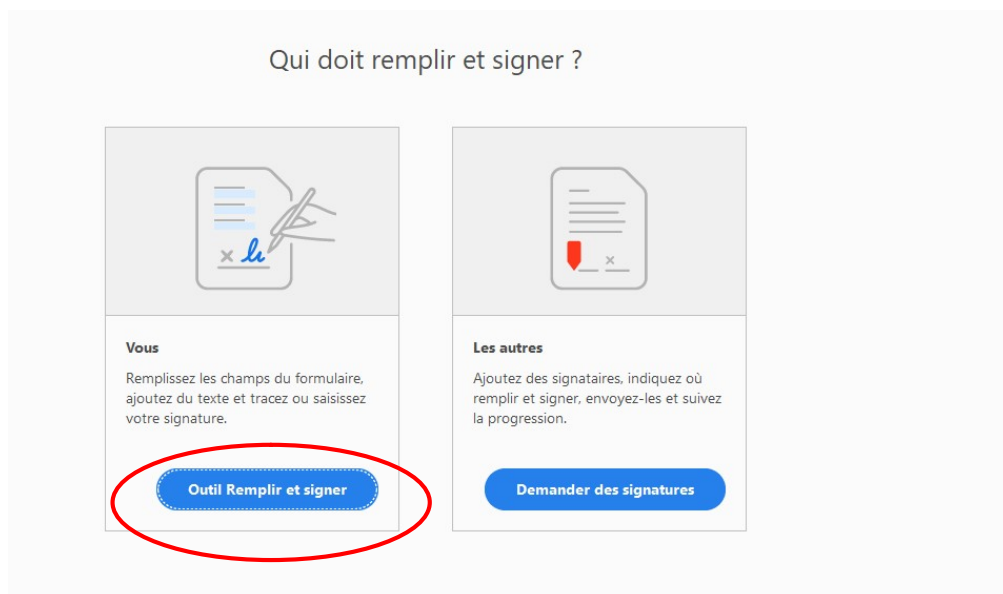 Qui doit remplir et signer ?
Vous
Remplissez les champs du formulaire,
ajoutez du texte et tracez ou saisissez
votre signature.
Outil Remplir et signer
Les autres
Ajoutez des signataires, indiquez où
remplir et signer, envoyez-les et suivez
la progression.
Demander des signatures